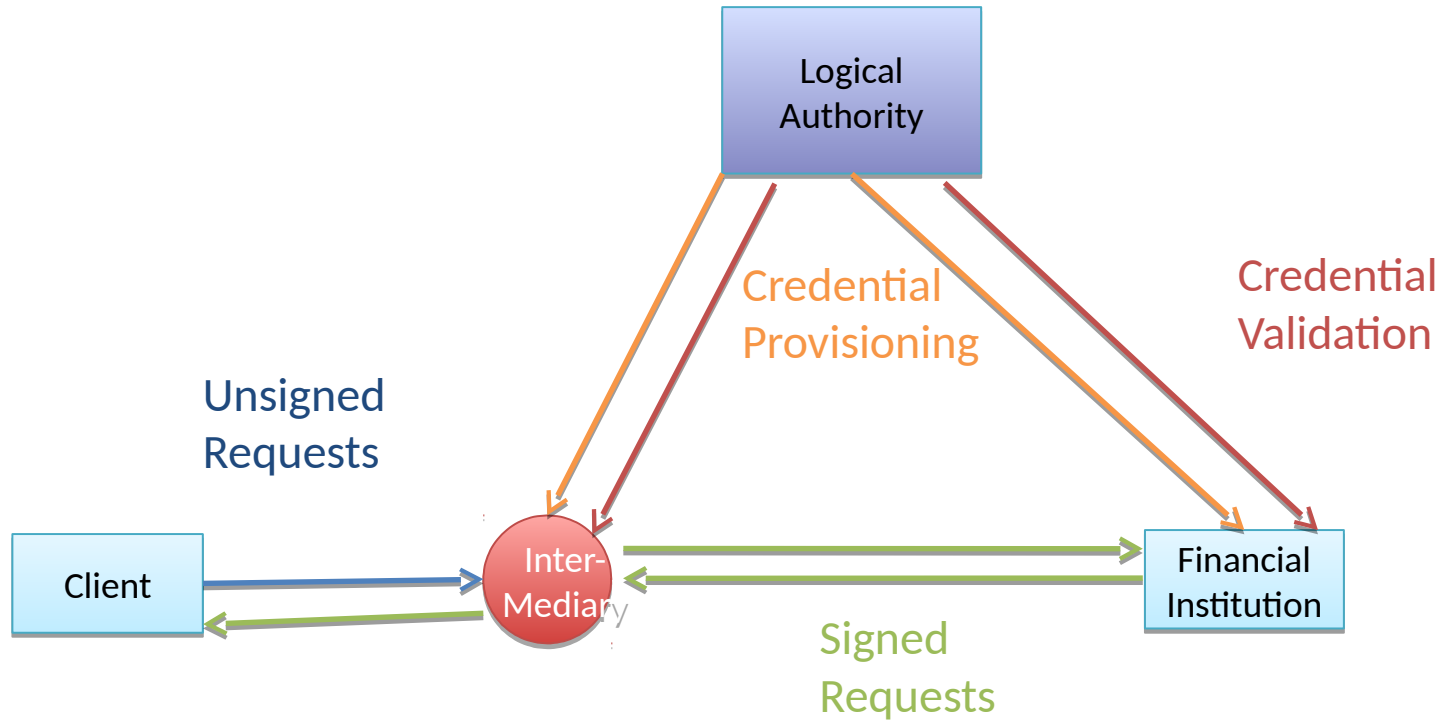 Logical
Authority
Credential
Provisioning
Credential
Validation
Unsigned
Requests
Client
Inter-
Mediary
Financial
Institution
Signed
Requests